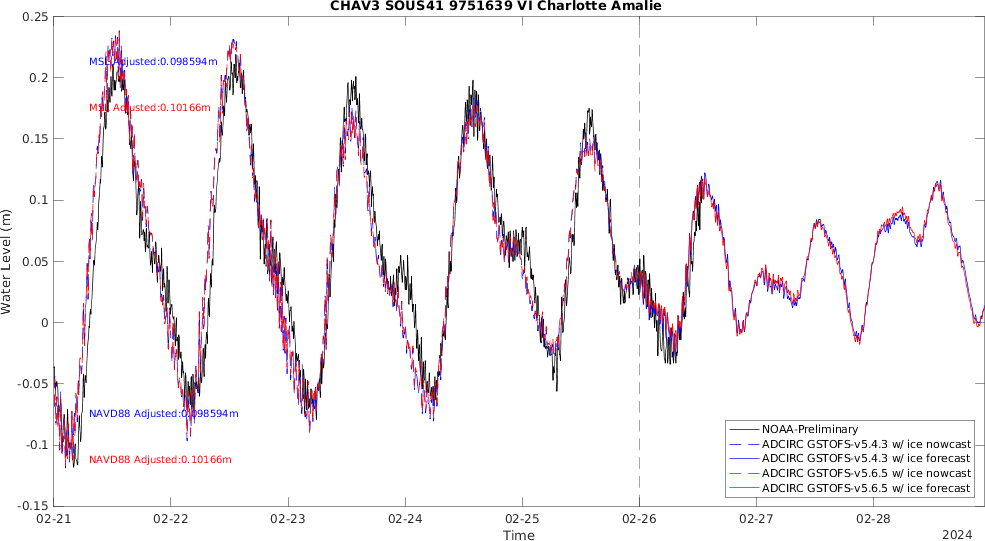 CHAV3 SOUS41 9751639 VI Charlotte Amalie
0.25
0.2
0.15
0.1
0.05
0
-0.05
-0.1
-0.15
Water Level (m)
MSL Adjusted:0.098594m
MSL Adjusted:0.10166m
NAVD88 Adjusted:0.098594m
NAVD88 Adjusted:0.10166m
NOAA-Preliminary
ADCIRC GSTOFS-v5.4.3 w/ ice nowcast
ADCIRC GSTOFS-v5.4.3 w/ ice forecast
ADCIRC GSTOFS-v5.6.5 w/ ice nowcast
ADCIRC GSTOFS-v5.6.5 w/ ice forecast
02-21 02-22 02-23 02-24 02-25 02-26 02-27 02-28
Time
2024